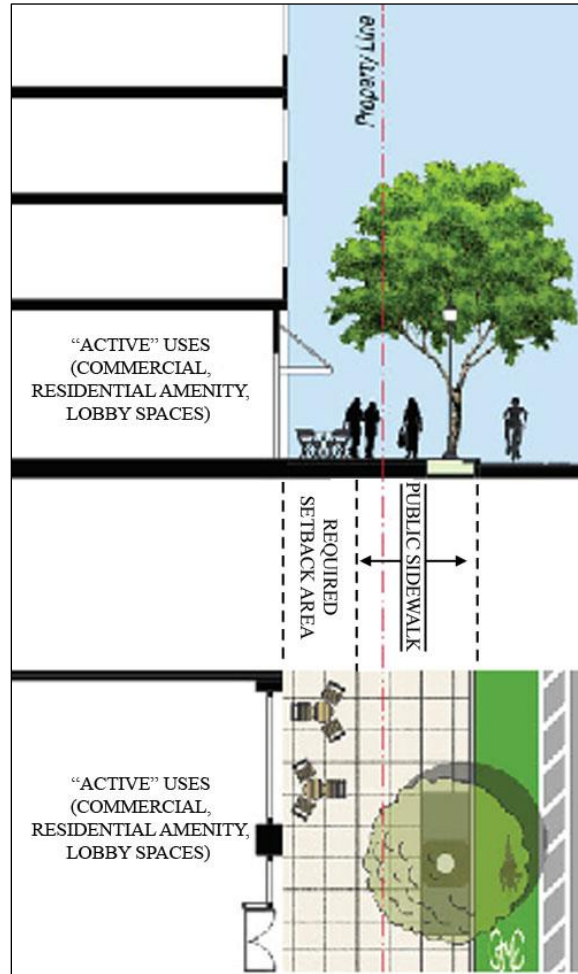 Property Line
“ACTIVE” USES
(COMMERCIAL,
RESIDENTIAL AMENITY,
LOBBY SPACES)
REQUIRED
SETBACK AREA
PUBLIC SIDEWALK
“ACTIVE” USES
(COMMERCIAL,
RESIDENTIAL AMENITY,
LOBBY SPACES)